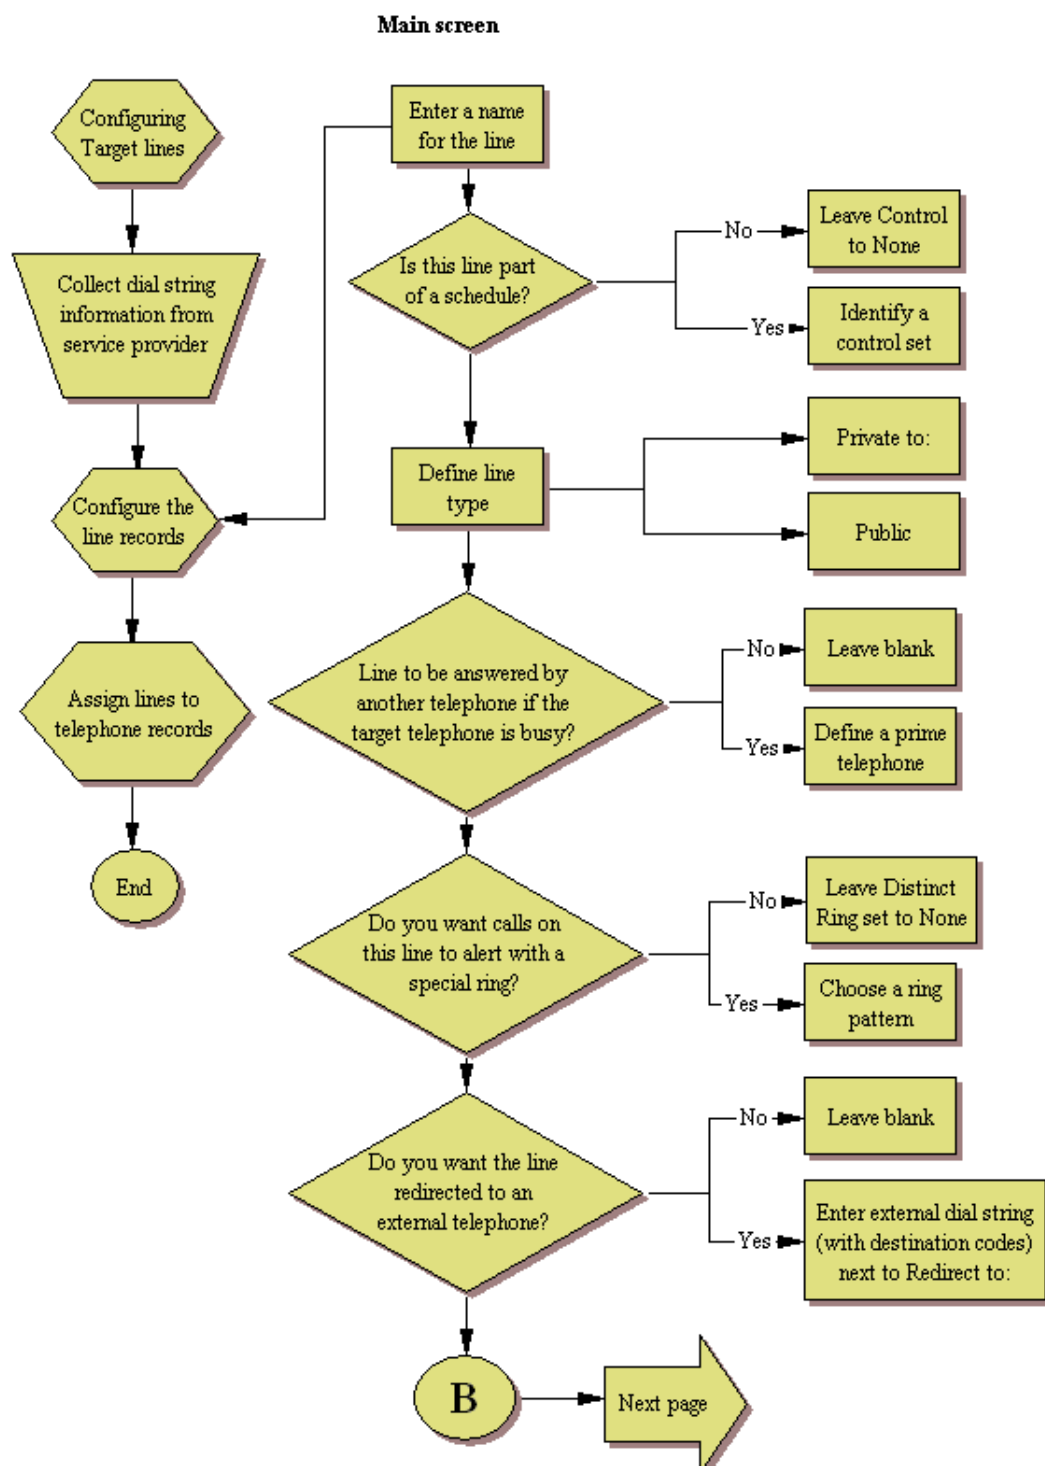 Main screen
Configuring
Target lines
Collect dial string
information from
service provider
Configure the
line records
Assign lines to
telephone records
End
Enter a name
for the line
Is this line part
of a schedule?
No
Leave Control
to None
Yes
Identify a
control set
Define line
type
Private to:
Public
Line to be answered by
another telephone if the
target telephone is busy?
No
Leave blank
Yes
Define a prime
telephone
Do you want calls on
this line to alert with a
special ring?
No
Leave Distinct
Ring set to None
Yes
Choose a ring
pattern
Do you want the line
redirected to an
external telephone?
No
Leave blank
Yes
Enter external dial string
(with destination codes)
next to Redirect to:
B
Next page